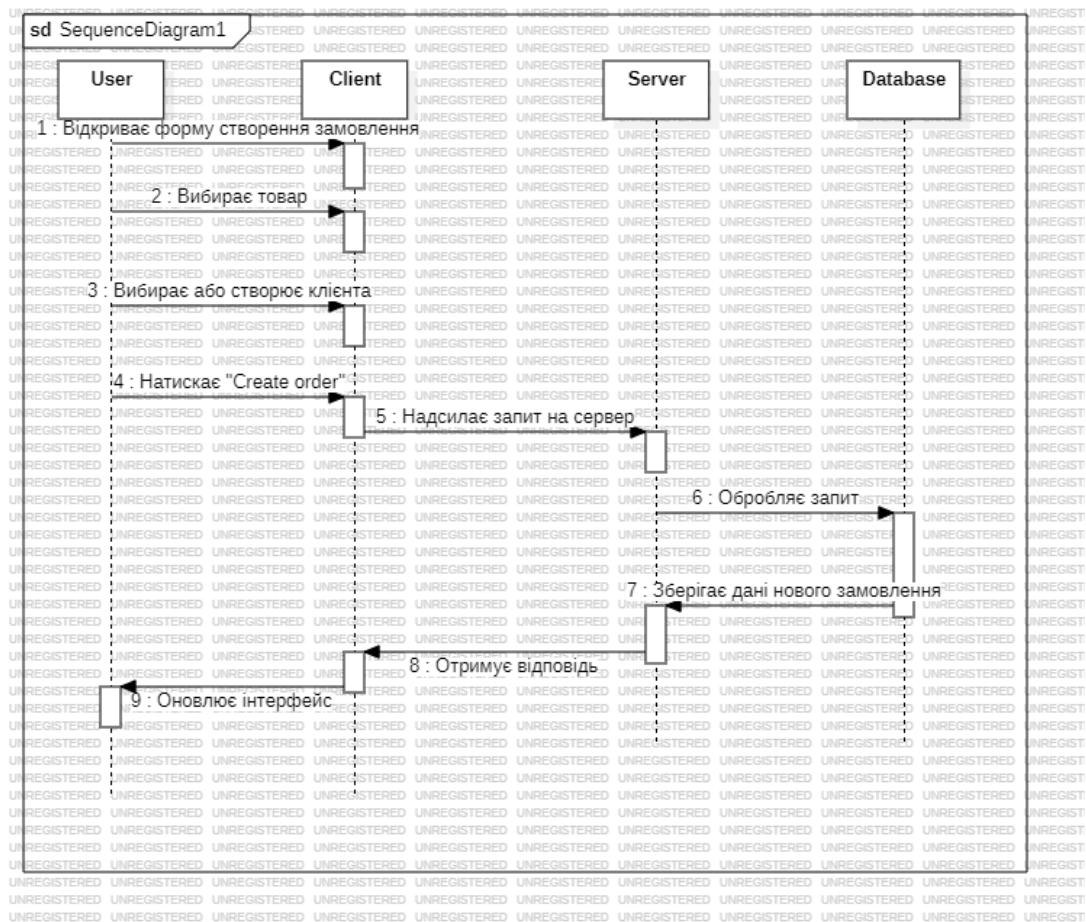 sd SequenceDiagram1
User
Client
Server
Database
1 : Відкриває форму створення замовлення
2 : Вибирає товар
3 : Вибирає або створює клієнта
4 : Натискає "Create order"
5 : Надсилає запит на сервер
6 : Обробляє запит
7 : Зберігає дані нового замовлення
8 : Отримує відповідь
9 : Оновлює інтерфейс
UNREGISTERED